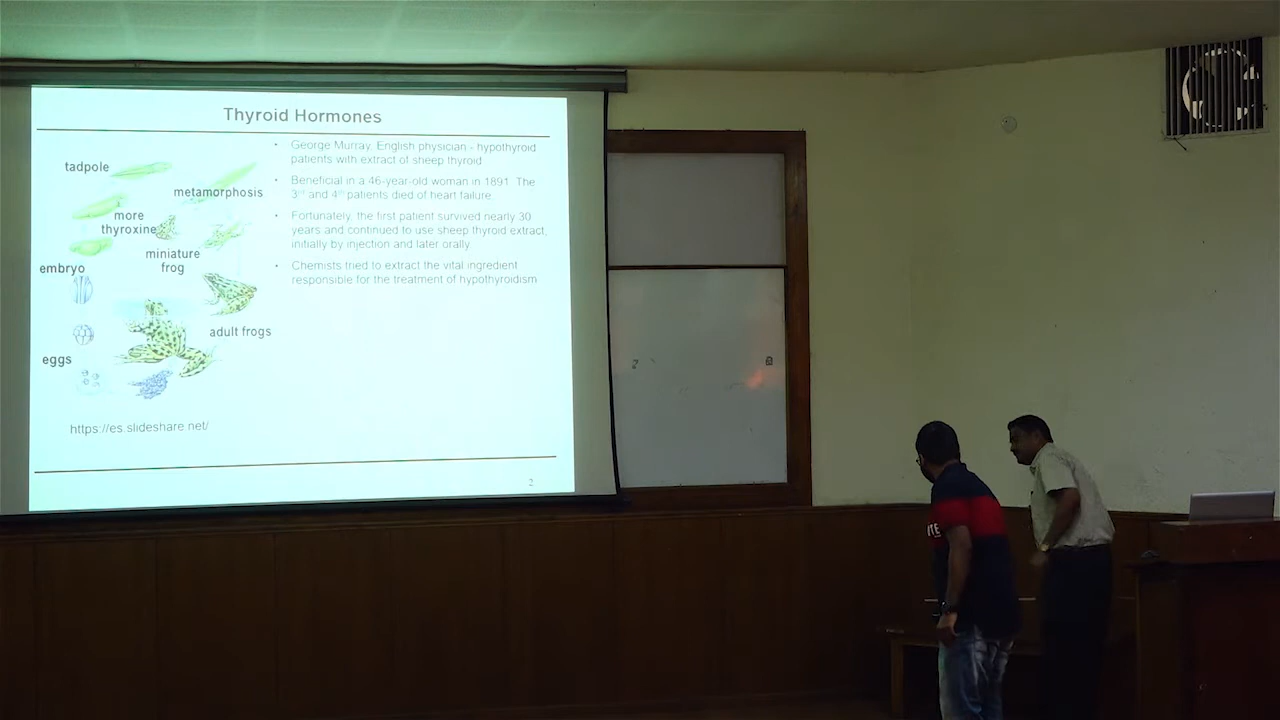 Thyroid Hormones
tadpole
metamorphosis
more
thyroxine
miniature
frog
embryo
adult frogs
eggs
https://es.slideshare.net/
• George Murray, English physician - hypothyroid
patients with extract of sheep thyroid
• Beneficial in a 46-year-old woman in 1891. The
3rd and 4th patients died of heart failure
• Fortunately, the first patient survived nearly 30
years and continued to use sheep thyroid extract,
initially by injection and later orally
• Chemists tried to extract the vital ingredient
responsible for the treatment of hypothyroidism
2